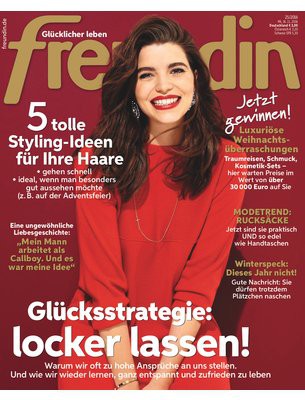 freundin.de
Glücklicher leben
Freundin
25/2016
5 tolle
Styling-Ideen
für Ihre Haare
• gehen schnell
• ideal, wenn man besonders
gut aussehen möchte
(z. B. auf der Adventsfeier)
Jetzt
gewinnen!
Luxuriöse
Weihnachts-
überraschungen
Traumreisen, Schmuck,
Kosmetik-Sets –
hier warten Preise im
Wert von über
30 000 Euro auf Sie
MODETREND:
RUCKSÄCKE
Jetzt sind sie praktisch
UND so edel
wie Handtaschen
Eine ungewöhnliche
Liebesgeschichte:
„Mein Mann
arbeitet als
Callboy. Und es
war meine Idee“
Winterspeck:
Dieses Jahr nicht!
Gute Nachricht: Sie
dürfen trotzdem
Plätzchen naschen
Glücksstrategie:
locker lassen!
Warum wir oft zu hohe Ansprüche an uns stellen.
Und wie wir wieder lernen, ganz entspannt und zufrieden zu leben